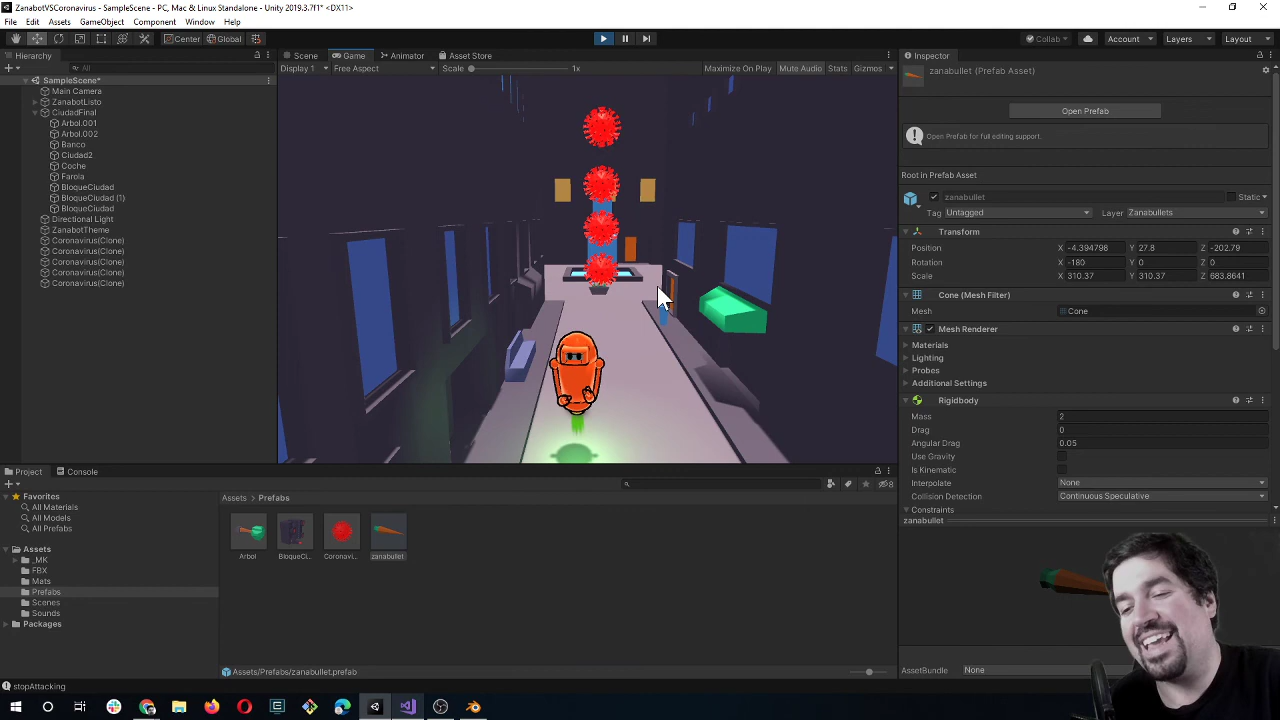 ZanabotVSCoronavirus - SampleScene - PC, Mac & Linux Standalone - Unity 2019.3.7f1* <DX11>
File Edit Assets GameObject Component Window Help
Center Global Collab Account Layers Layout
Hierarchy Scene Game Animator Asset Store Inspector
All
Display 1 Free Aspect Scale 1x Maximize On Play Mute Audio Stats Gizmos
zanabullet (Prefab Asset)
Open Prefab
Open Prefab for full editing support.
Root in Prefab Asset
zanabullet Static
Tag Untagged Layer Zanabullets
Transform
Position X -4.394798 Y 27.8 Z -202.79
Rotation X -180 Y 0 Z 0
Scale X 310.37 Y 310.37 Z 683.8641
Cone (Mesh Filter)
Mesh Cone
Mesh Renderer
Materials
Lighting
Probes
Additional Settings
Rigidbody
Mass 2
Drag 0
Angular Drag 0.05
Use Gravity
Is Kinematic
Interpolate None
Collision Detection Continuous Speculative
Constraints
zanabullet
AssetBundle None
SampleScene*
Main Camera
ZanabotListo
CiudadFinal
Arbol.001
Arbol.002
Banco
Ciudad2
Coche
Farola
BloqueCiudad
BloqueCiudad (1)
BloqueCiudad
Directional Light
ZanabotTheme
Coronavirus(Clone)
Coronavirus(Clone)
Coronavirus(Clone)
Coronavirus(Clone)
Coronavirus(Clone)
Project Console
8
Favorites
All Materials
All Models
All Prefabs
Assets
_MK
FBX
Mats
Prefabs
Scenes
Sounds
Packages
Assets > Prefabs
Arbol BloqueCi... Coronavi... zanabullet
Assets/Prefabs/zanabullet.prefab
stopAttacking